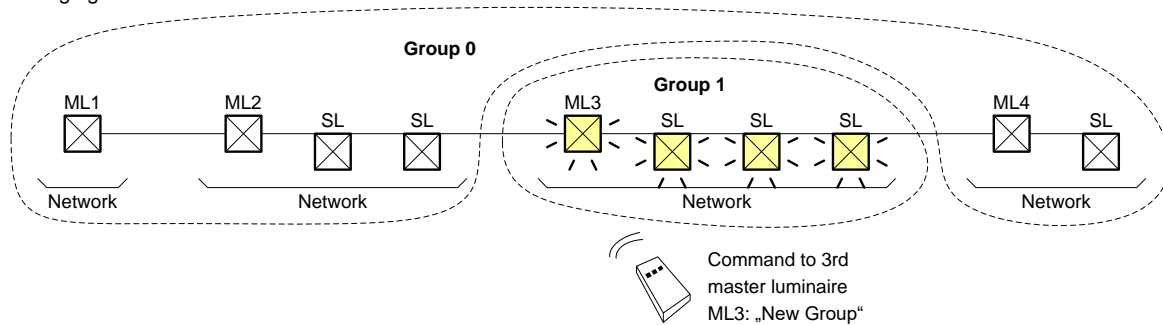 Group 0
Group 1
ML1
ML2
SL
SL
ML3
SL
SL
SL
ML4
SL
Network
Network
Network
Network
Command to 3rd
master luminaire
ML3: „New Group“